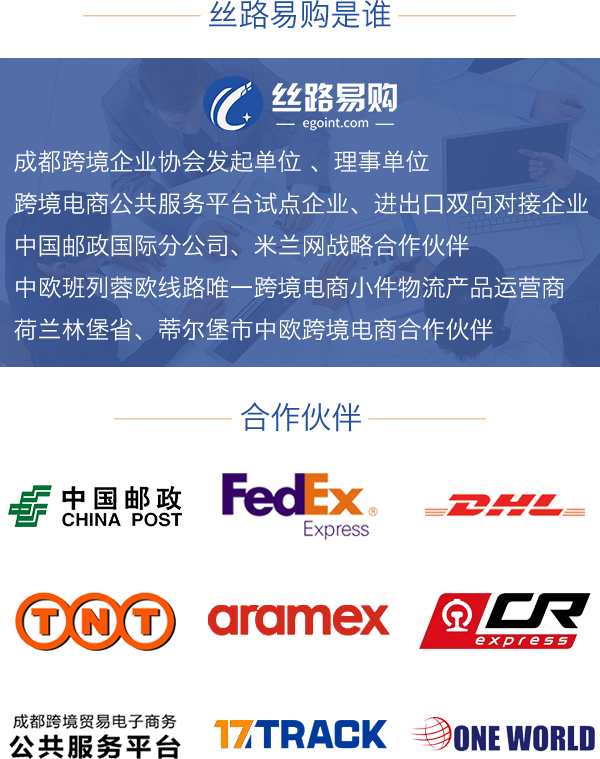 丝路易购是谁
丝路易购
egoint.com
成都跨境企业协会发起单位 、理事单位
跨境电商公共服务平台试点企业、进出口双向对接企业
中国邮政国际分公司、米兰网战略合作伙伴
中欧班列蓉欧线路唯一跨境电商小件物流产品运营商
荷兰林堡省、蒂尔堡市中欧跨境电商合作伙伴
合作伙伴
中国邮政
CHINA POST
FedEx®
Express
DHL
TNT
aramex
CR
express
成都跨境贸易电子商务
公共服务平台
17TRACK
ONE WORLD